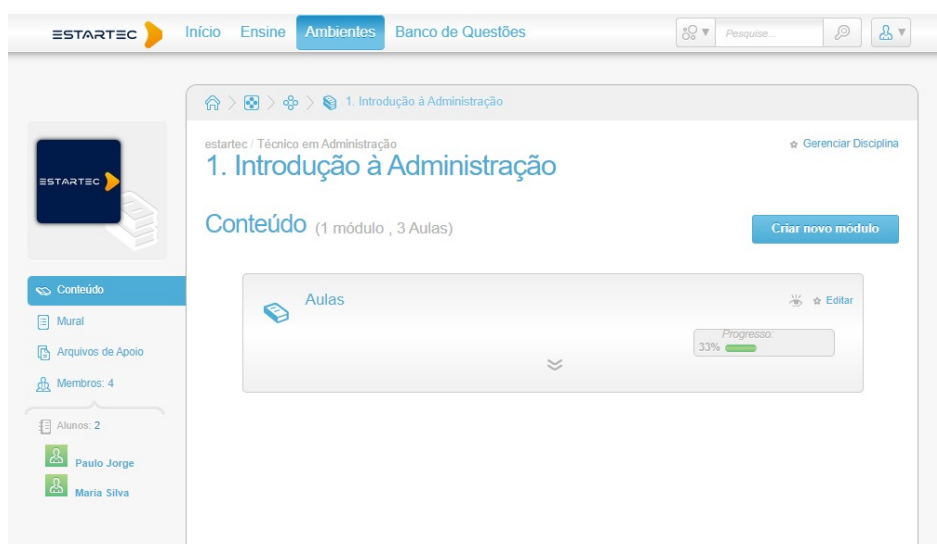 ESTARTEC
Início Ensine Ambientes Banco de Questões
Pesquise...
1. Introdução à Administração
estartec / Técnico em Administração
Gerenciar Disciplina
1. Introdução à Administração
ESTARTEC
Conteúdo (1 módulo , 3 Aulas)
Criar novo módulo
Conteúdo
Mural
Arquivos de Apoio
Membros: 4
Alunos: 2
Paulo Jorge
Maria Silva
Aulas
Editar
Progresso:
33%